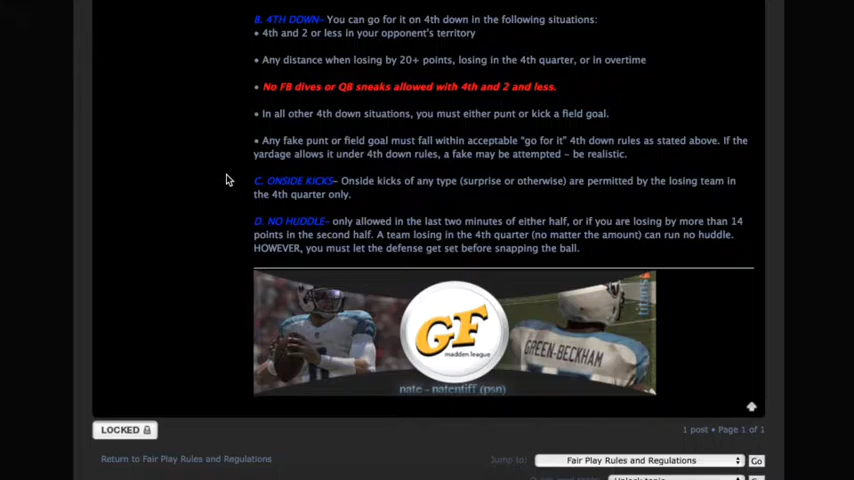 B. 4TH DOWN– You can go for it on 4th down in the following situations:
• 4th and 2 or less in your opponent's territory
• Any distance when losing by 20+ points, losing in the 4th quarter, or in overtime
• No FB dives or QB sneaks allowed with 4th and 2 and less.
• In all other 4th down situations, you must either punt or kick a field goal.
• Any fake punt or field goal must fall within acceptable "go for it" 4th down rules as stated above. If the
yardage allows it under 4th down rules, a fake may be attempted – be realistic.
C. ONSIDE KICKS– Onside kicks of any type (surprise or otherwise) are permitted by the losing team in
the 4th quarter only.
D. NO HUDDLE– only allowed in the last two minutes of either half, or if you are losing by more than 14
points in the second half. A team losing in the 4th quarter (no matter the amount) can run no huddle.
HOWEVER, you must let the defense get set before snapping the ball.
titans
GF
madden league
GREEN-BECKHAM
nate - natentiff (psn)
LOCKED
1 post • Page 1 of 1
Return to Fair Play Rules and Regulations
Jump to: Fair Play Rules and Regulations Go